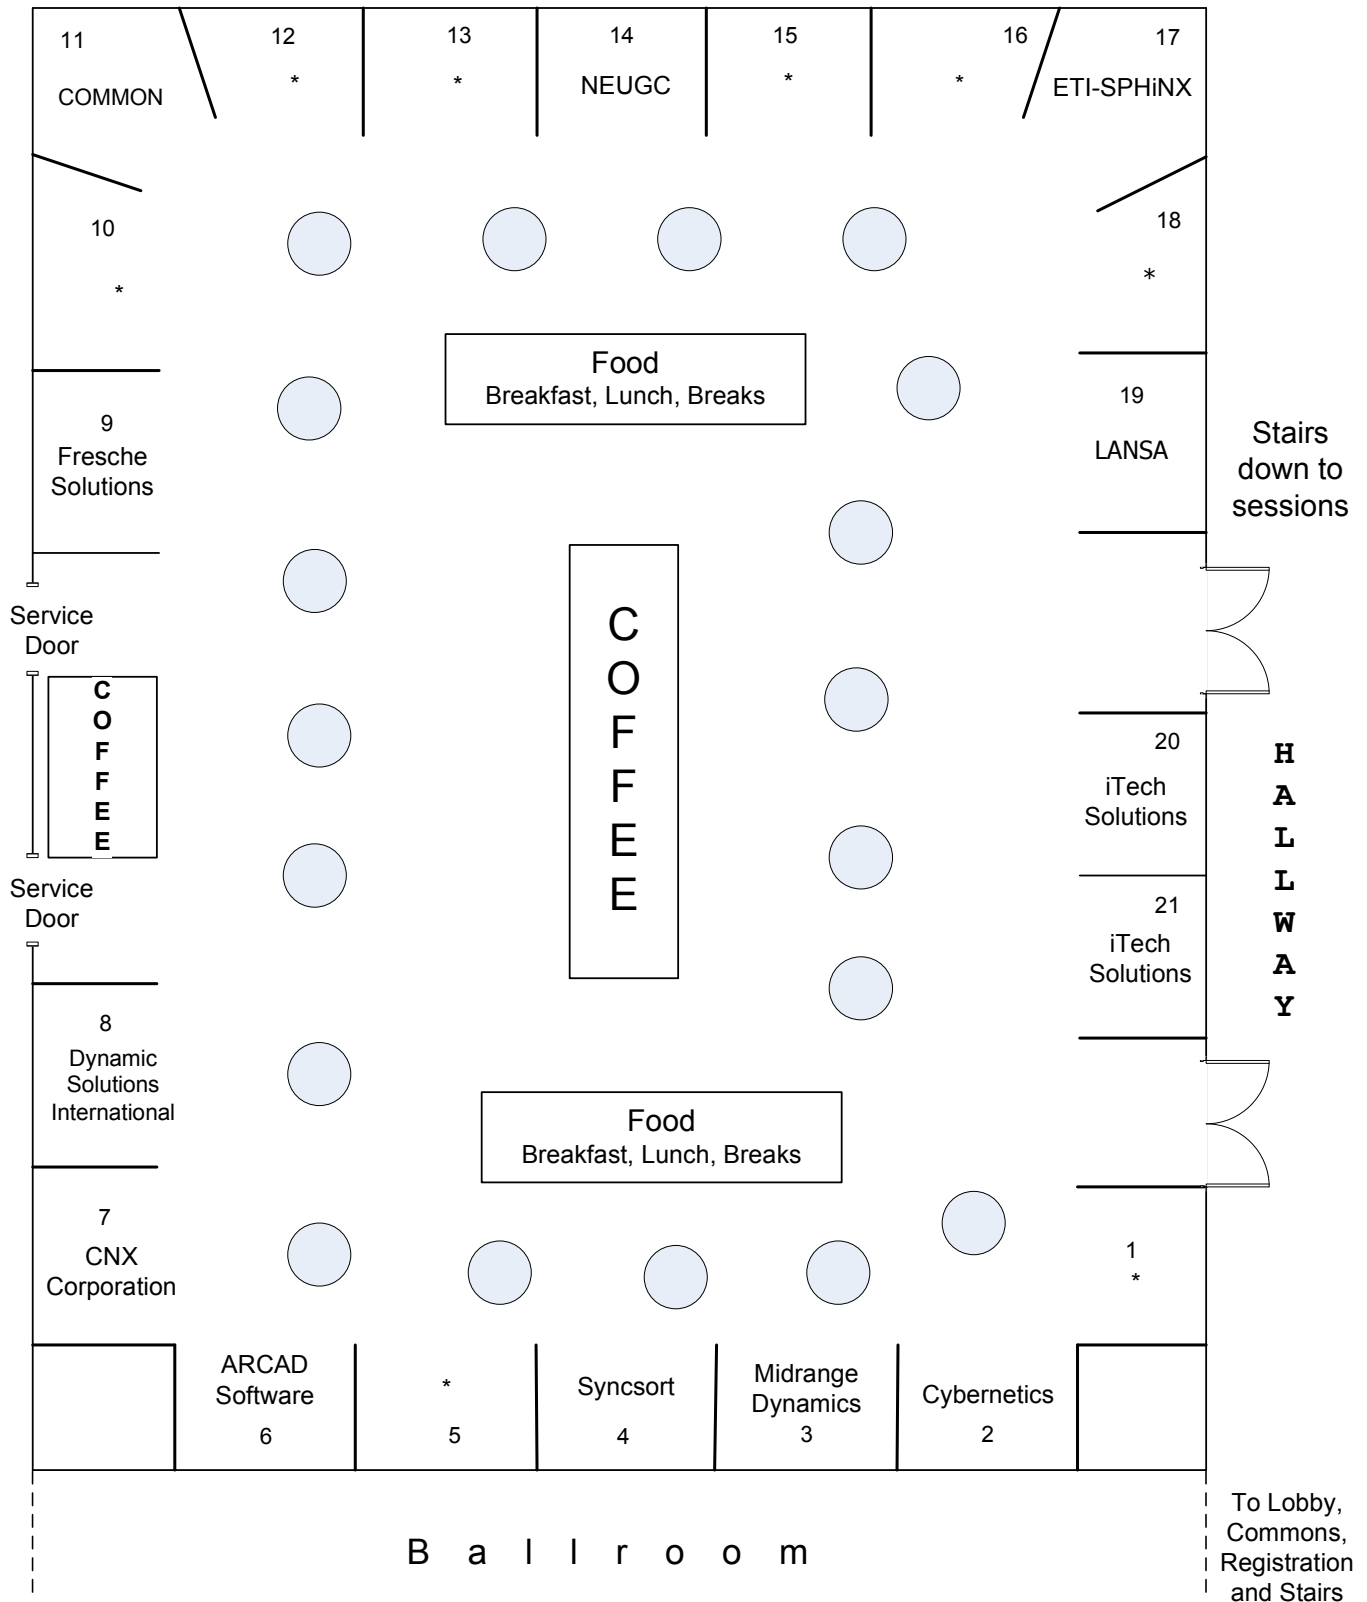 11
COMMON
12
*
13
*
14
NEUGC
15
*
16
*
17
ETI-SPHiNX
10
*
18
*
Food
Breakfast, Lunch, Breaks
9
Fresche
Solutions
19
LANSA
Stairs
down to
sessions
Service
Door
C
O
F
F
E
E
C
O
F
F
E
E
20
iTech
Solutions
H
A
L
L
W
A
Y
Service
Door
21
iTech
Solutions
8
Dynamic
Solutions
International
Food
Breakfast, Lunch, Breaks
7
CNX
Corporation
1
*
ARCAD
Software
6
*
5
Syncsort
4
Midrange
Dynamics
3
Cybernetics
2
B a l l r o o m
To Lobby,
Commons,
Registration
and Stairs